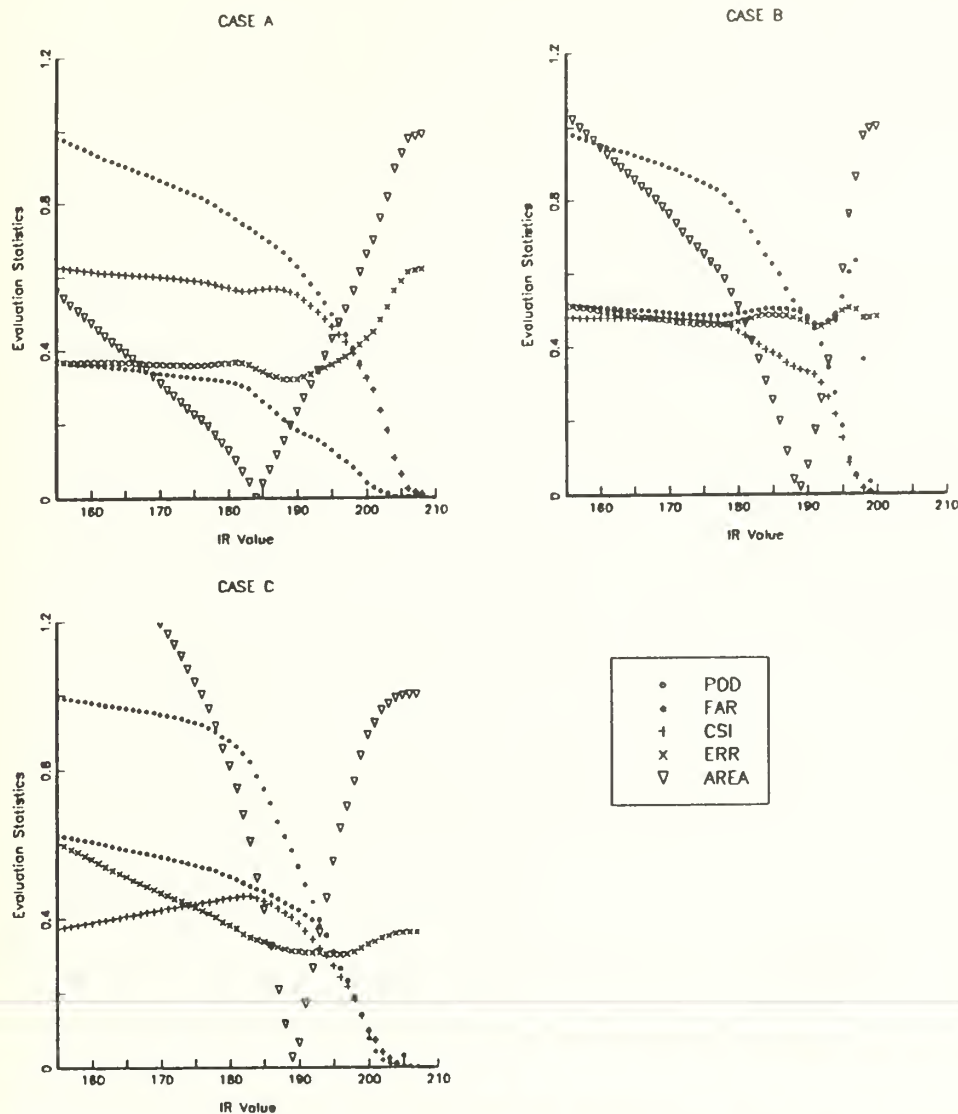 CASE A
1.2
0.8
0.4
0
Evaluation Statistics
160 170 180 190 200 210
IR Value
CASE B
1.2
0.8
0.4
0
Evaluation Statistics
160 170 180 190 200 210
IR Value
CASE C
1.2
0.8
0.4
0
Evaluation Statistics
160 170 180 190 200 210
IR Value
POD
FAR
CSI
ERR
AREA